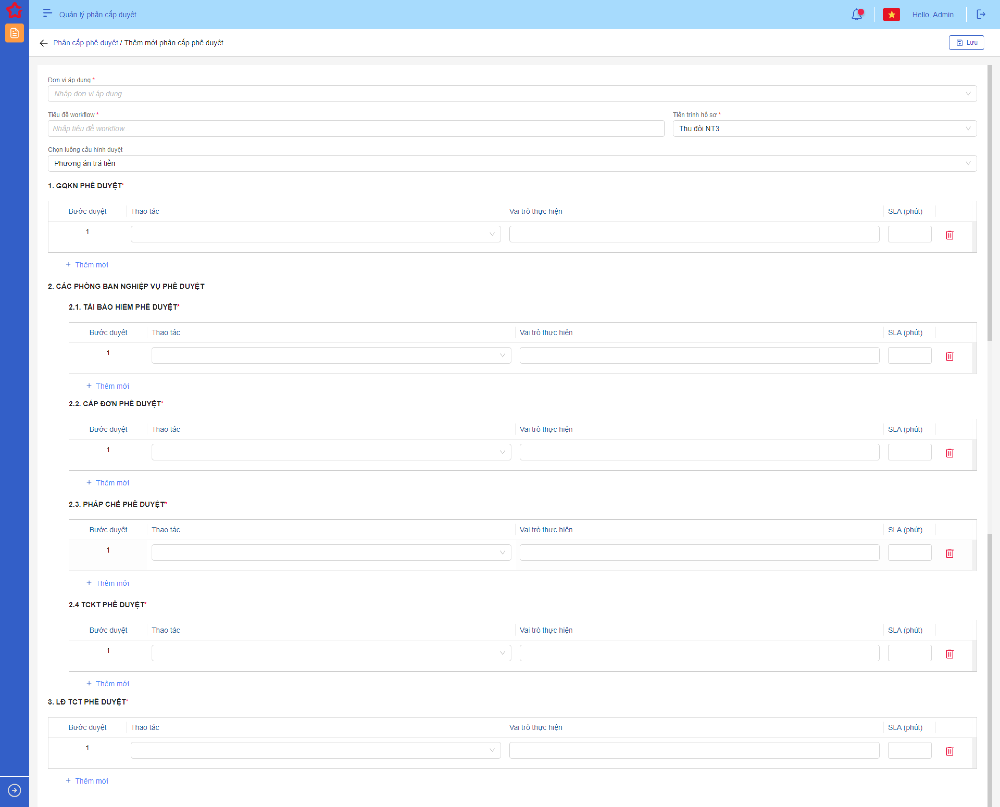 Quản lý phân cấp duyệt
Hello, Admin
Phân cấp phê duyệt / Thêm mới phân cấp phê duyệt
Lưu
Đơn vị áp dụng *
Nhập đơn vị áp dụng...
Tiêu đề workflow *
Tiến trình hồ sơ *
Nhập tiêu đề workflow...
Thu đòi NT3
Chọn luồng cấu hình duyệt
Phương án trả tiền
1. GQKN PHÊ DUYỆT*
Bước duyệt Thao tác Vai trò thực hiện SLA (phút)
1
+ Thêm mới
2. CÁC PHÒNG BAN NGHIỆP VỤ PHÊ DUYỆT
2.1. TÁI BẢO HIỂM PHÊ DUYỆT*
Bước duyệt Thao tác Vai trò thực hiện SLA (phút)
1
+ Thêm mới
2.2. CẤP ĐƠN PHÊ DUYỆT*
Bước duyệt Thao tác Vai trò thực hiện SLA (phút)
1
+ Thêm mới
2.3. PHÁP CHẾ PHÊ DUYỆT*
Bước duyệt Thao tác Vai trò thực hiện SLA (phút)
1
+ Thêm mới
2.4 TCKT PHÊ DUYỆT*
Bước duyệt Thao tác Vai trò thực hiện SLA (phút)
1
+ Thêm mới
3. LĐ TCT PHÊ DUYỆT*
Bước duyệt Thao tác Vai trò thực hiện SLA (phút)
1
+ Thêm mới